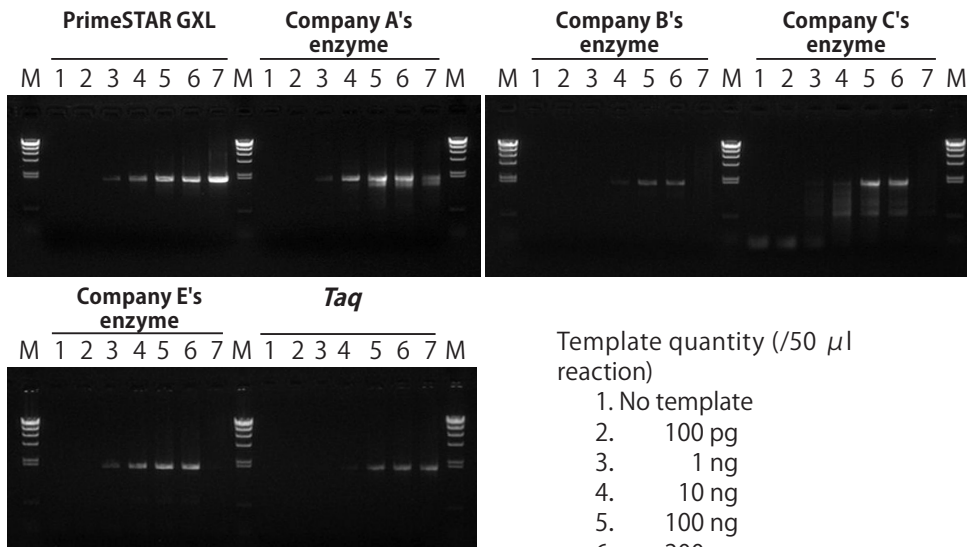 PrimeSTAR GXL
Company A's
enzyme
Company B's
enzyme
Company C's
enzyme
M 1 2 3 4 5 6 7 M 1 2 3 4 5 6 7 M
M 1 2 3 4 5 6 7 M 1 2 3 4 5 6 7 M
Company E's
enzyme
Taq
M 1 2 3 4 5 6 7 M 1 2 3 4 5 6 7 M
Template quantity (/50 μl
reaction)
1. No template
2. 100 pg
3. 1 ng
4. 10 ng
5. 100 ng